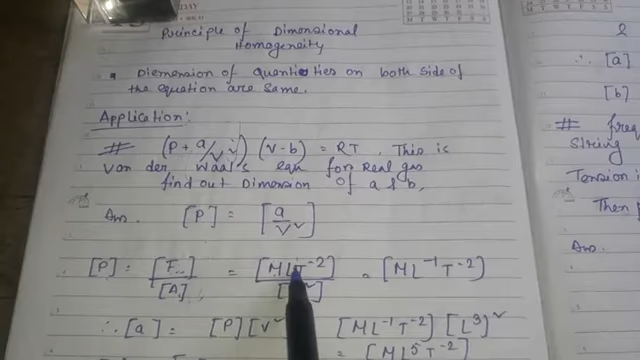 Principle of Dimensional
Homogeneity
• Diemension of quantities on both side of
the equation are same.
Application:
# (P + a/V²) (V-b) = RT. This is
Van der Waal's equn for Real gas
find out Dimension of a & b,
Ans. [P] = [a/V²]
∴ [P] = [F]/[A] = [MLT⁻²]/[L²] = [ML⁻¹T⁻²]
∴ [a] = [P][V² [ML⁻¹T⁻²] [L³]²
= [ML⁵T⁻²]
l
∴ [a]
[b]
# freq
string
Tension i
Then
Ans.